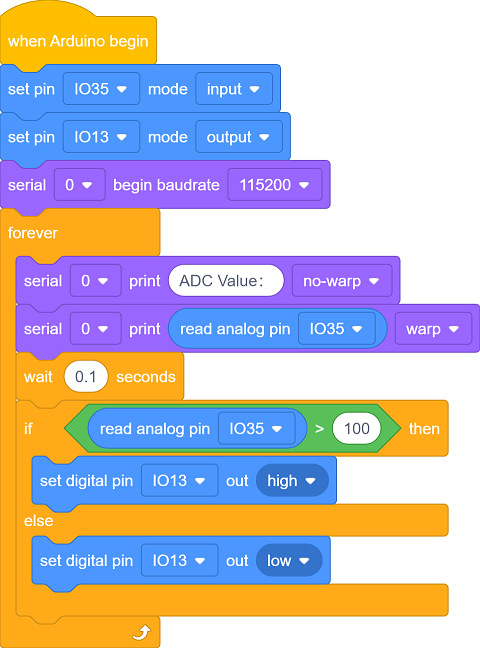 when Arduino begin
set pin IO35 mode input
set pin IO13 mode output
serial 0 begin baudrate 115200
forever
serial 0 print ADC Value： no-warp
serial 0 print read analog pin IO35 warp
wait 0.1 seconds
if read analog pin IO35 > 100 then
set digital pin IO13 out high
else
set digital pin IO13 out low